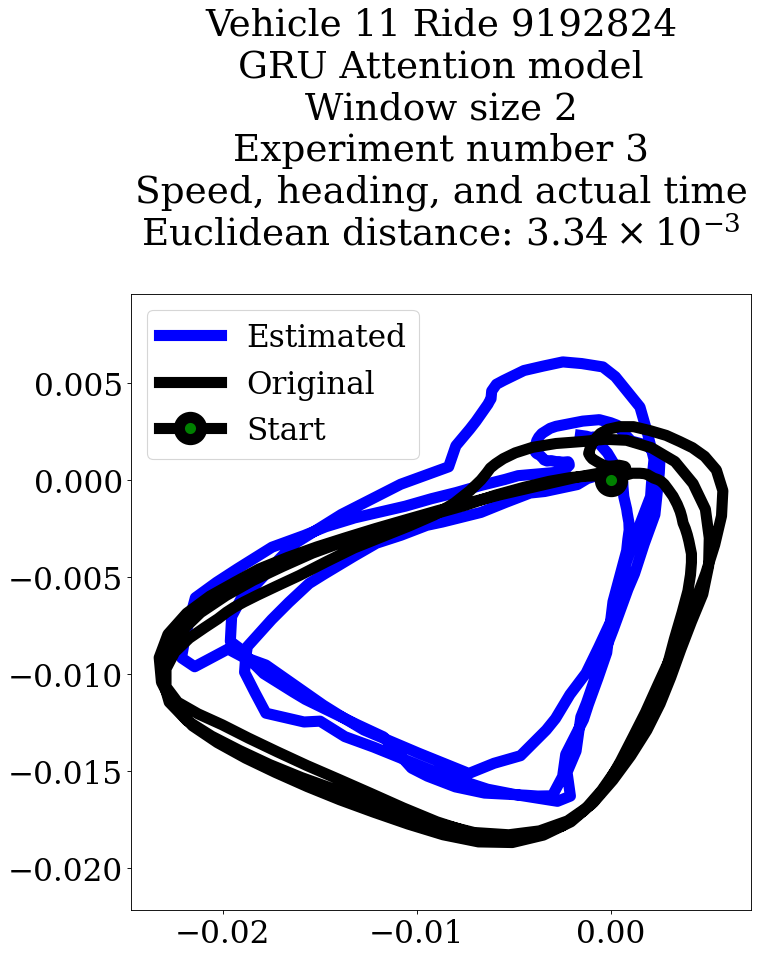 Vehicle 11 Ride 9192824
GRU Attention model
Window size 2
Experiment number 3
Speed, heading, and actual time
Euclidean distance: 3.34 × 10⁻³
Estimated
Original
Start
0.005
0.000
−0.005
−0.010
−0.015
−0.020
−0.02
−0.01
0.00